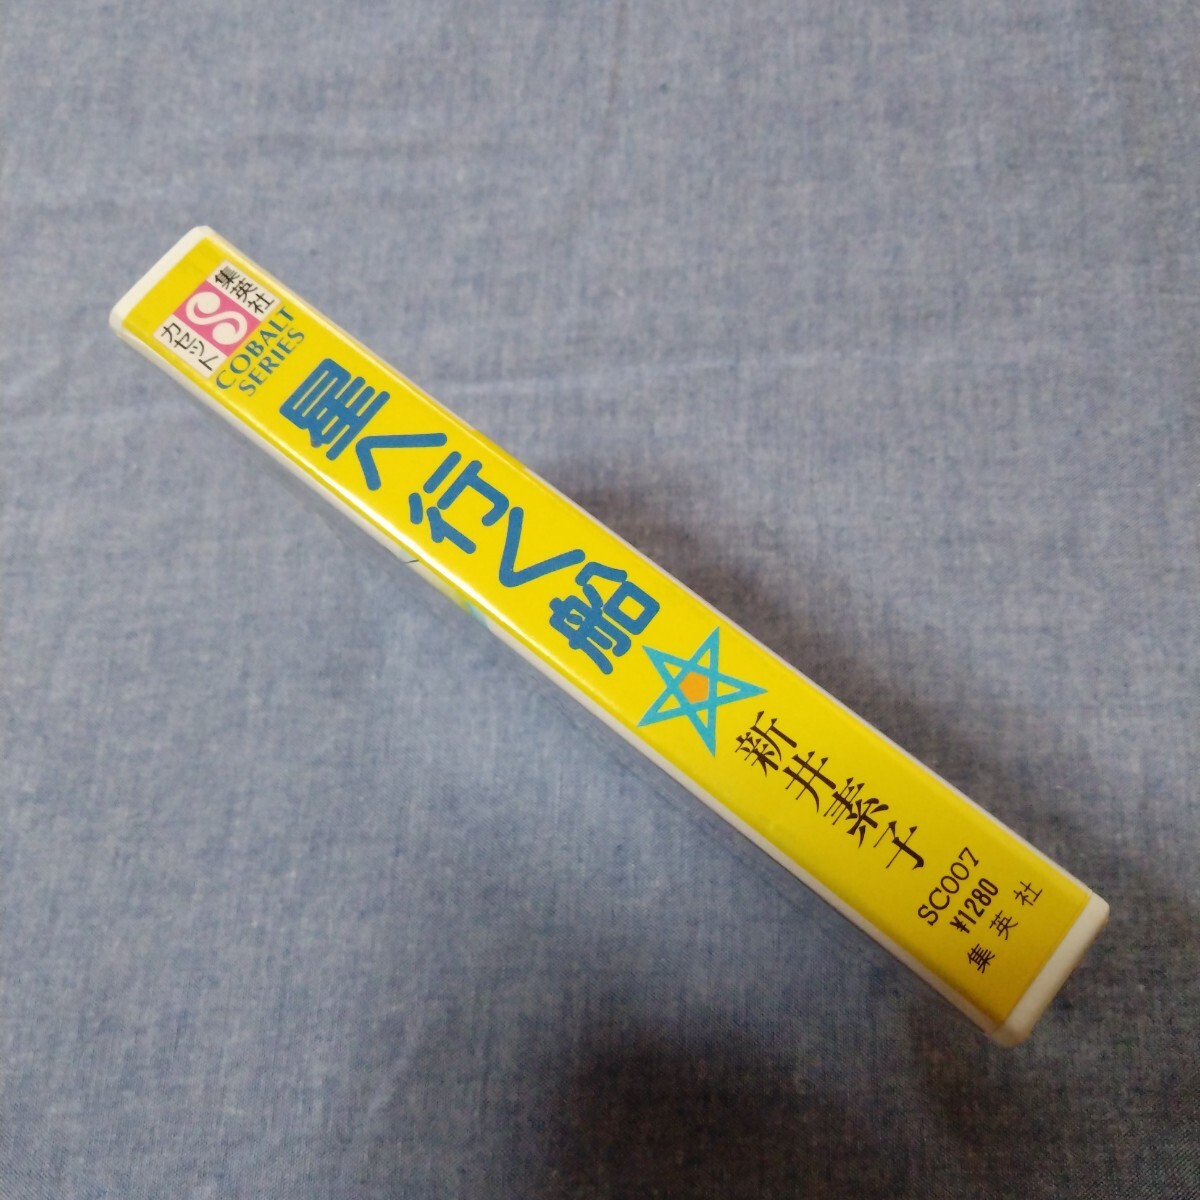 集英社
S
カセット
COBALT
SERIES
星へ行く船
新井素子
SC007
¥1280
集英社